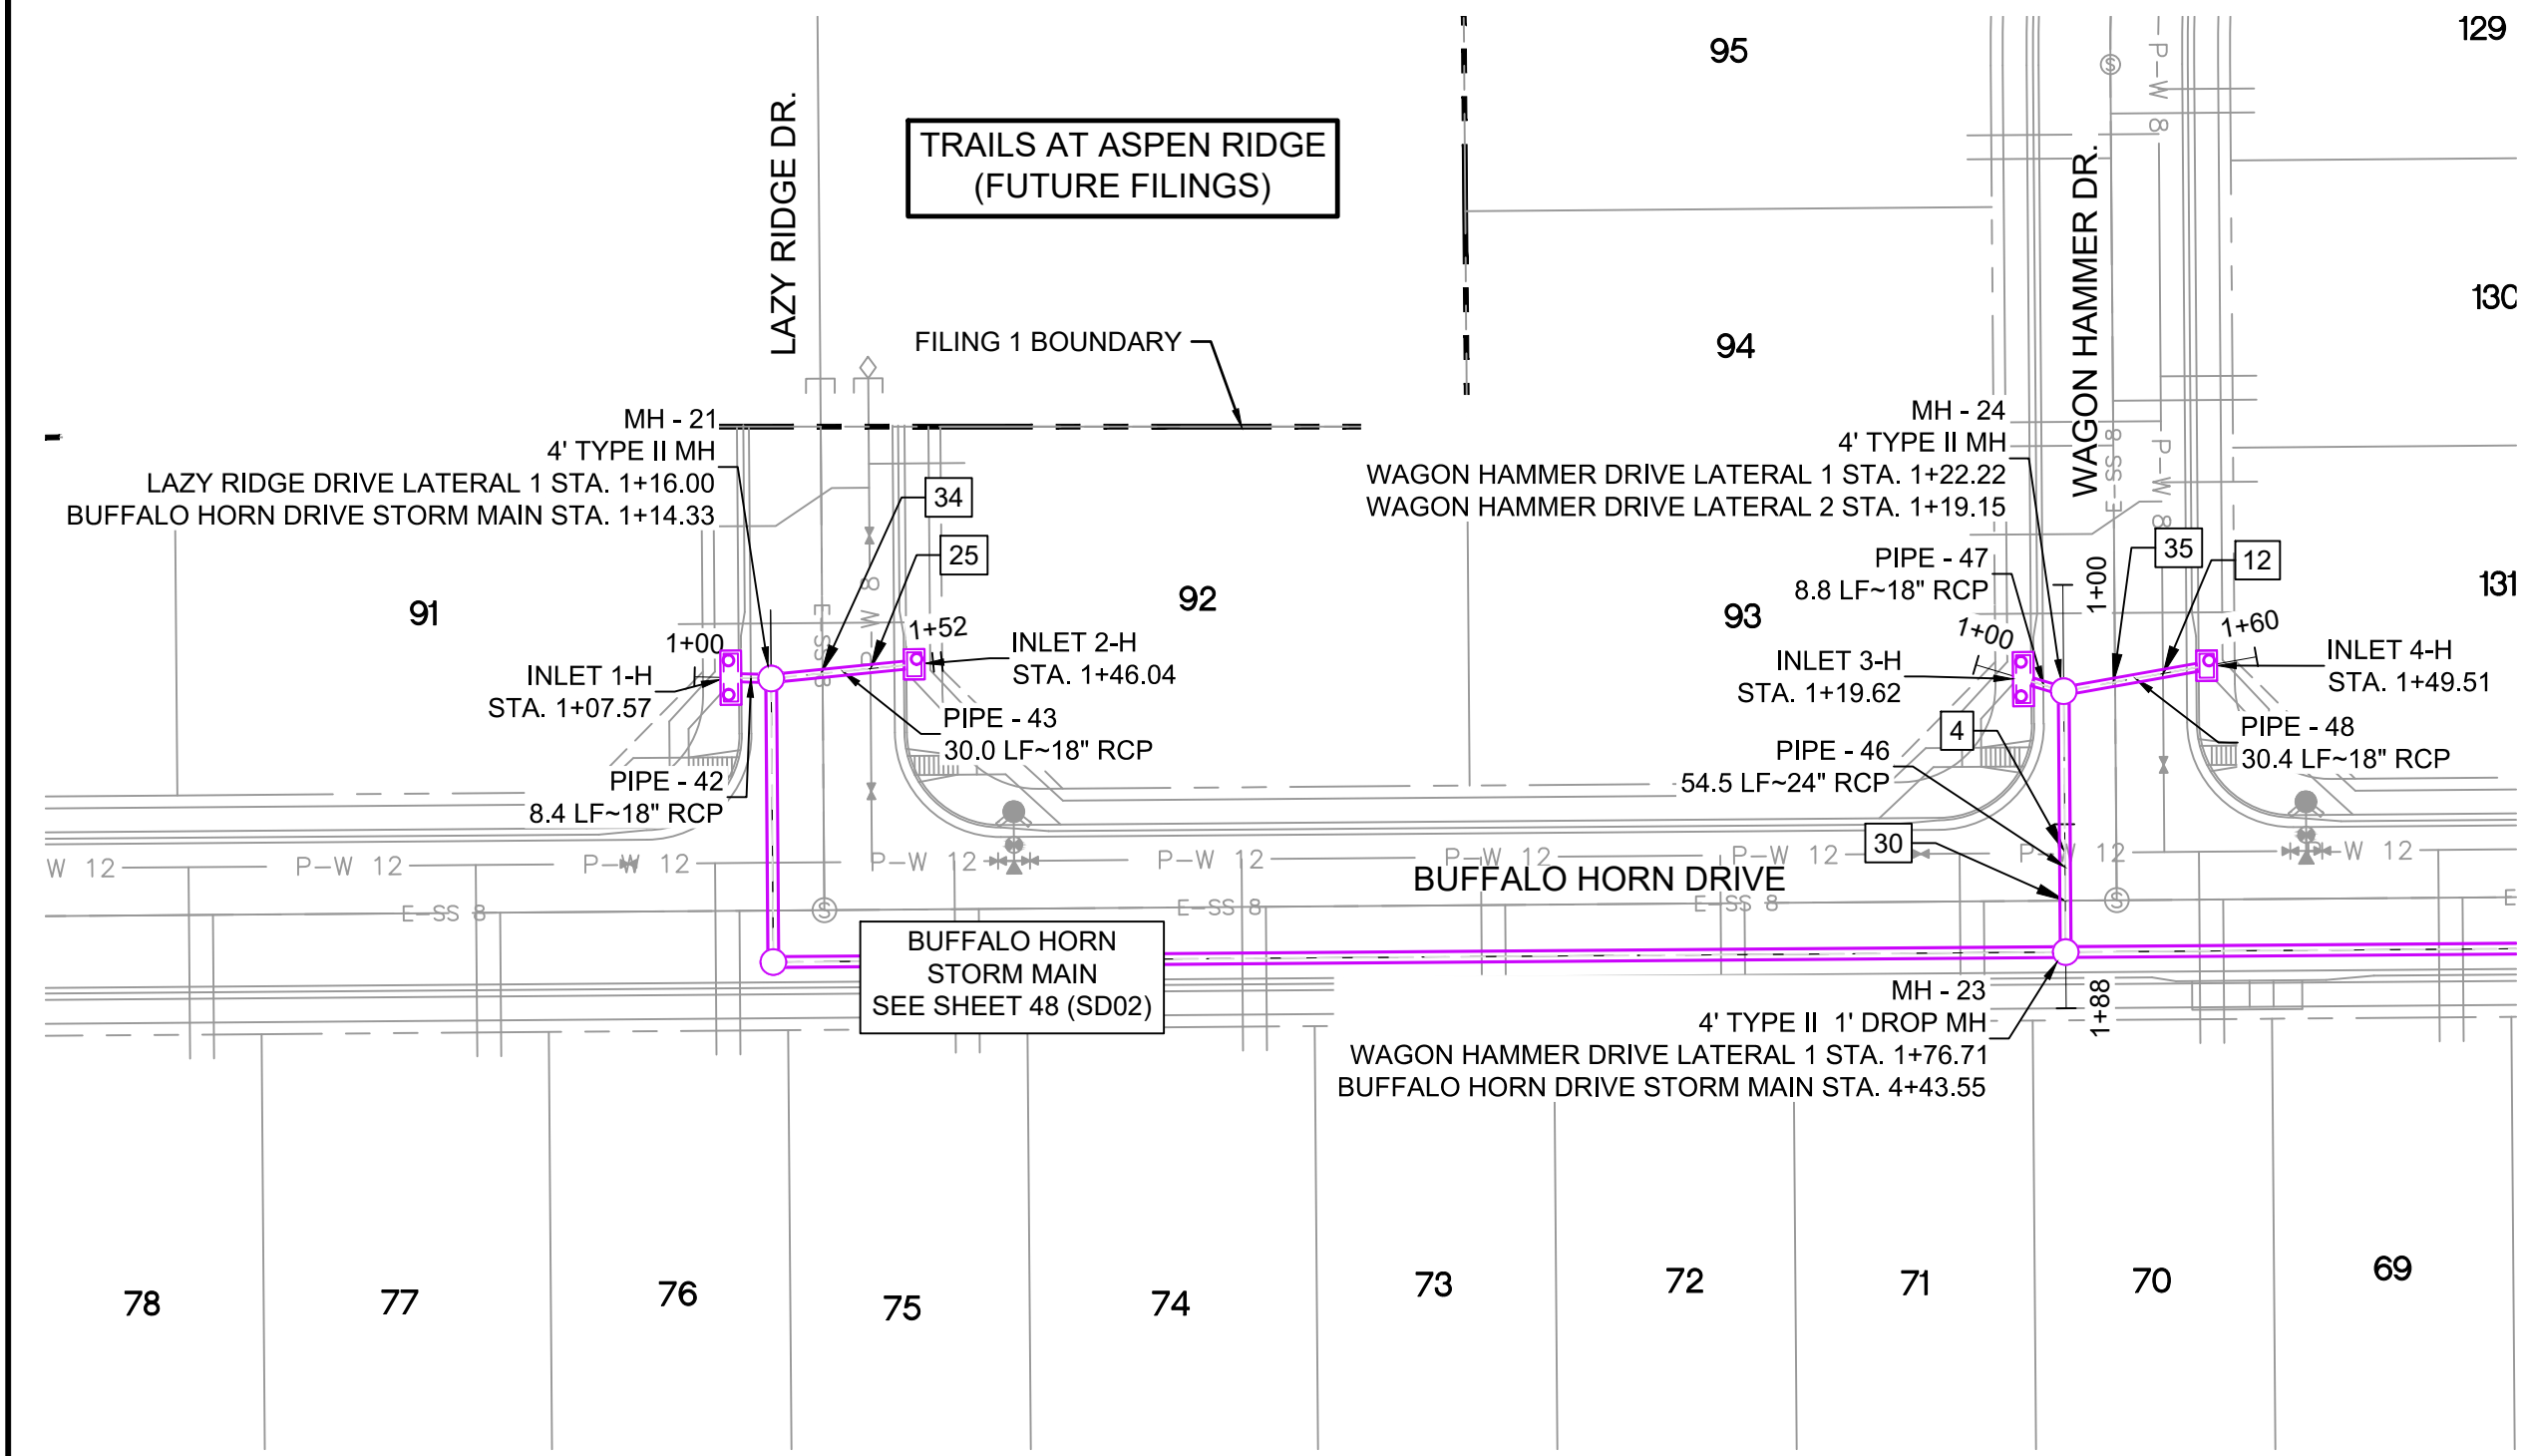 129
95
LAZY RIDGE DR.
TRAILS AT ASPEN RIDGE
(FUTURE FILINGS)
P-W 8
WAGON HAMMER DR.
130
FILING 1 BOUNDARY
94
MH - 21
4' TYPE II MH
LAZY RIDGE DRIVE LATERAL 1 STA. 1+16.00
BUFFALO HORN DRIVE STORM MAIN STA. 1+14.33
MH - 24
4' TYPE II MH
WAGON HAMMER DRIVE LATERAL 1 STA. 1+22.22
WAGON HAMMER DRIVE LATERAL 2 STA. 1+19.15
P-W 8
34
25
35
12
PIPE - 47
8.8 LF~18" RCP
1+00
91
92
93
131
1+00
1+52
1+00
1+60
INLET 1-H
STA. 1+07.57
INLET 2-H
STA. 1+46.04
INLET 3-H
STA. 1+19.62
INLET 4-H
STA. 1+49.51
PIPE - 43
30.0 LF~18" RCP
4
PIPE - 48
30.4 LF~18" RCP
PIPE - 42
8.4 LF~18" RCP
PIPE - 46
54.5 LF~24" RCP
30
W 12
P-W 12
P-W 12
P-W 12
P-W 12
P-W 12
P-W 12
P-W 12
W 12
BUFFALO HORN DRIVE
E-SS 8
E-SS 8
E-SS 8
E
BUFFALO HORN
STORM MAIN
SEE SHEET 48 (SD02)
MH - 23
4' TYPE II 1' DROP MH
WAGON HAMMER DRIVE LATERAL 1 STA. 1+76.71
BUFFALO HORN DRIVE STORM MAIN STA. 4+43.55
1+88
78
77
76
75
74
73
72
71
70
69